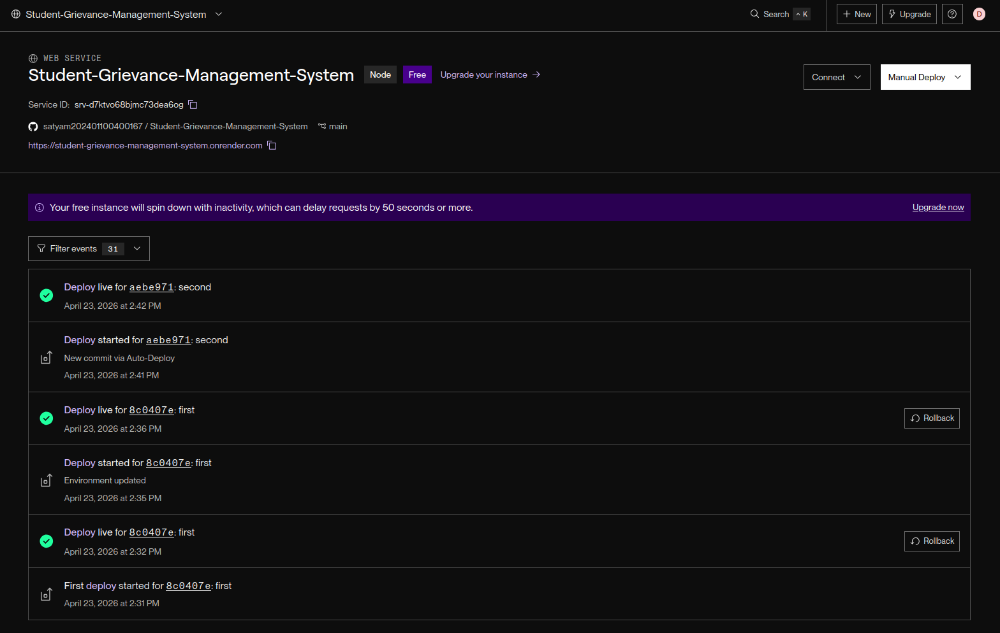 Student-Grievance-Management-System
Search ^ K
New
Upgrade
D
WEB SERVICE
Student-Grievance-Management-System Node Free Upgrade your instance →
Connect
Manual Deploy
Service ID: srv-d7ktvo68bjmc73dea6og
satyam202401100400167 / Student-Grievance-Management-System main
https://student-grievance-management-system.onrender.com
Your free instance will spin down with inactivity, which can delay requests by 50 seconds or more. Upgrade now
Filter events 31
Deploy live for aebe971: second
April 23, 2026 at 2:42 PM
Deploy started for aebe971: second
New commit via Auto-Deploy
April 23, 2026 at 2:41 PM
Deploy live for 8c0407e: first
April 23, 2026 at 2:36 PM
Rollback
Deploy started for 8c0407e: first
Environment updated
April 23, 2026 at 2:35 PM
Deploy live for 8c0407e: first
April 23, 2026 at 2:32 PM
Rollback
First deploy started for 8c0407e: first
April 23, 2026 at 2:31 PM